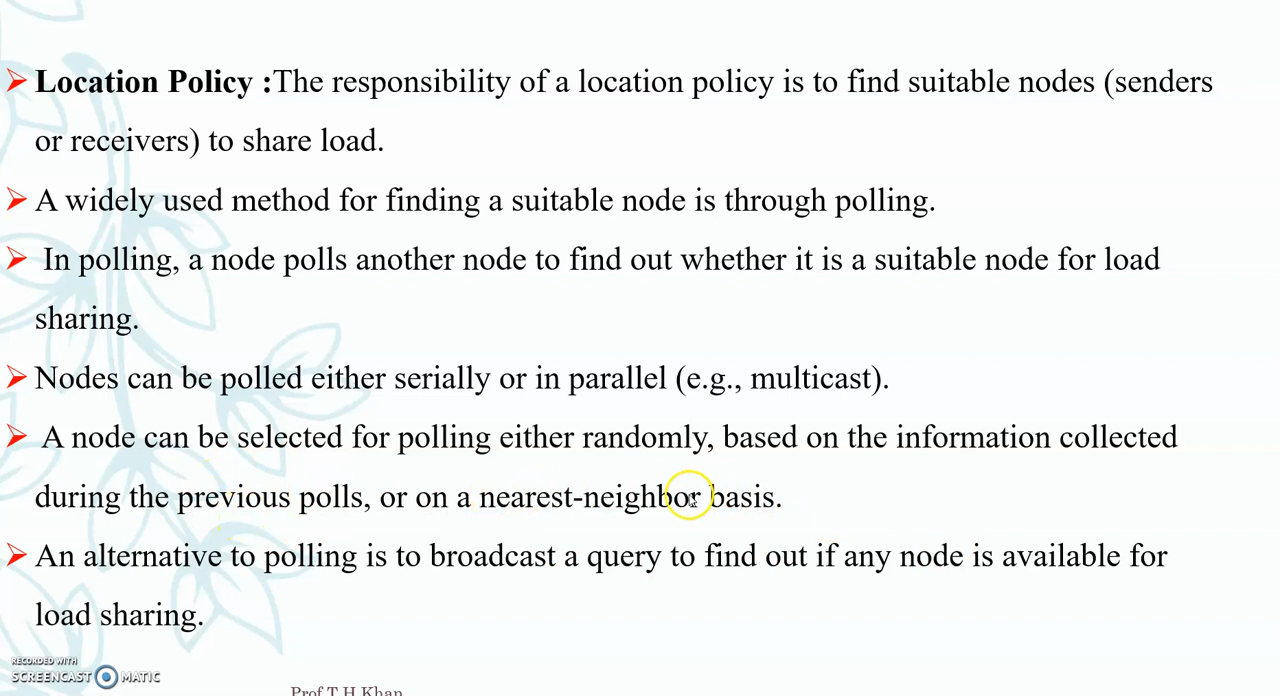 Location Policy :The responsibility of a location policy is to find suitable nodes (senders
or receivers) to share load.
A widely used method for finding a suitable node is through polling.
In polling, a node polls another node to find out whether it is a suitable node for load
sharing.
Nodes can be polled either serially or in parallel (e.g., multicast).
A node can be selected for polling either randomly, based on the information collected
during the previous polls, or on a nearest-neighbor basis.
An alternative to polling is to broadcast a query to find out if any node is available for
load sharing.
RECORDED WITH
SCREENCAST MATIC
Prof.T.H.Khan